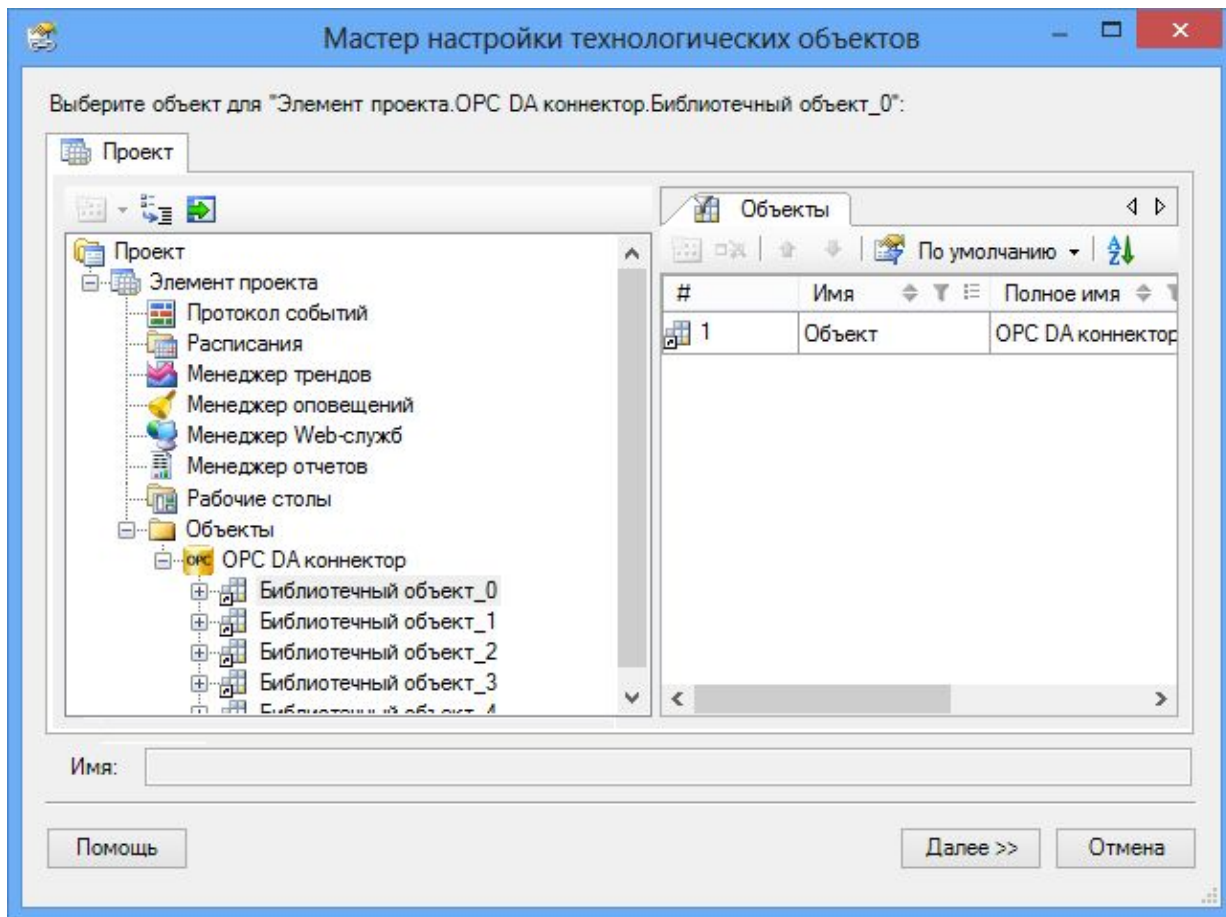 Мастер настройки технологических объектов
Выберите объект для "Элемент проекта.OPC DA коннектор.Библиотечный объект_0":
Проект
Объекты
По умолчанию
Проект
Элемент проекта
Протокол событий
Расписания
Менеджер трендов
Менеджер оповещений
Менеджер Web-служб
Менеджер отчетов
Рабочие столы
Объекты
OPC OPC DA коннектор
Библиотечный объект_0
Библиотечный объект_1
Библиотечный объект_2
Библиотечный объект_3
Библиотечный объект_4
# Имя Полное имя
1 Объект OPC DA коннектор
Имя:
Помощь Далее >> Отмена